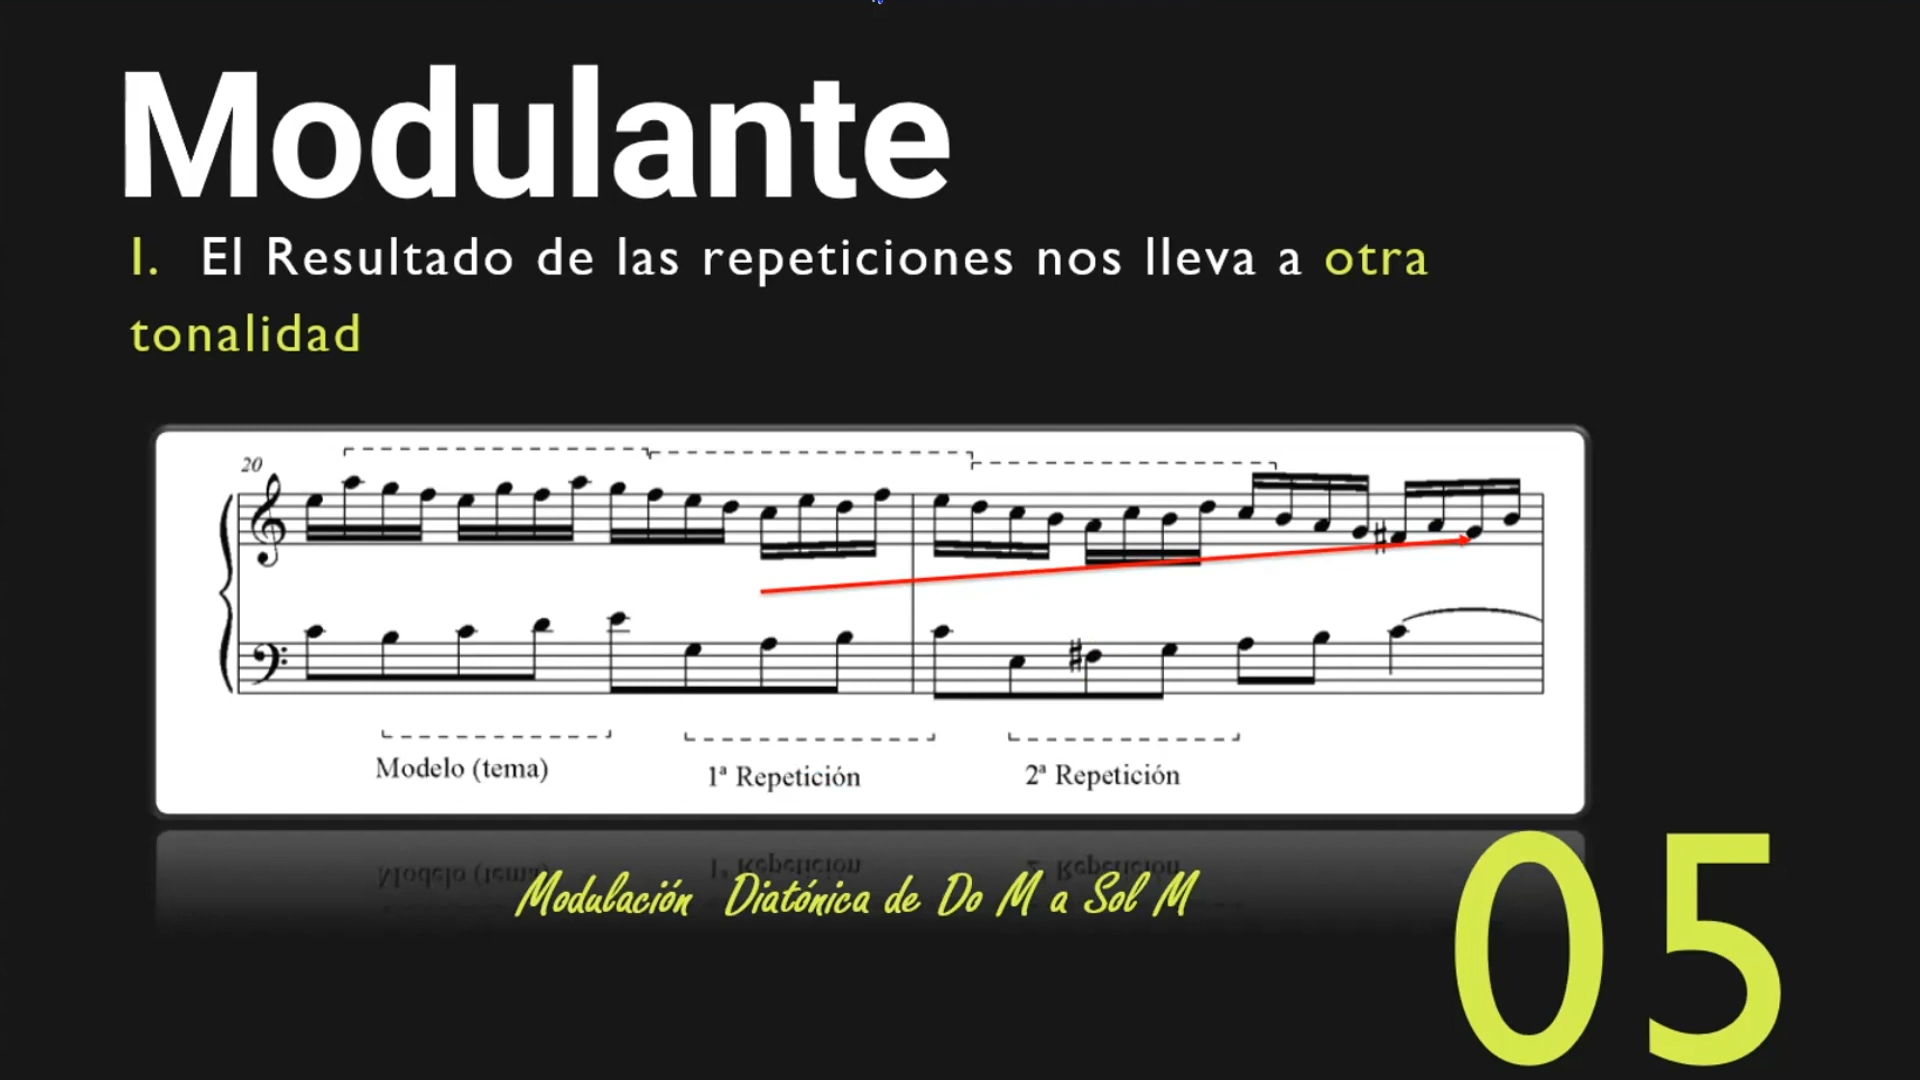 Modulante
I. El Resultado de las repeticiones nos lleva a otra
tonalidad
20
Modelo (tema)
1ª Repetición
2ª Repetición
Modulación Diatónica de Do M a Sol M
05